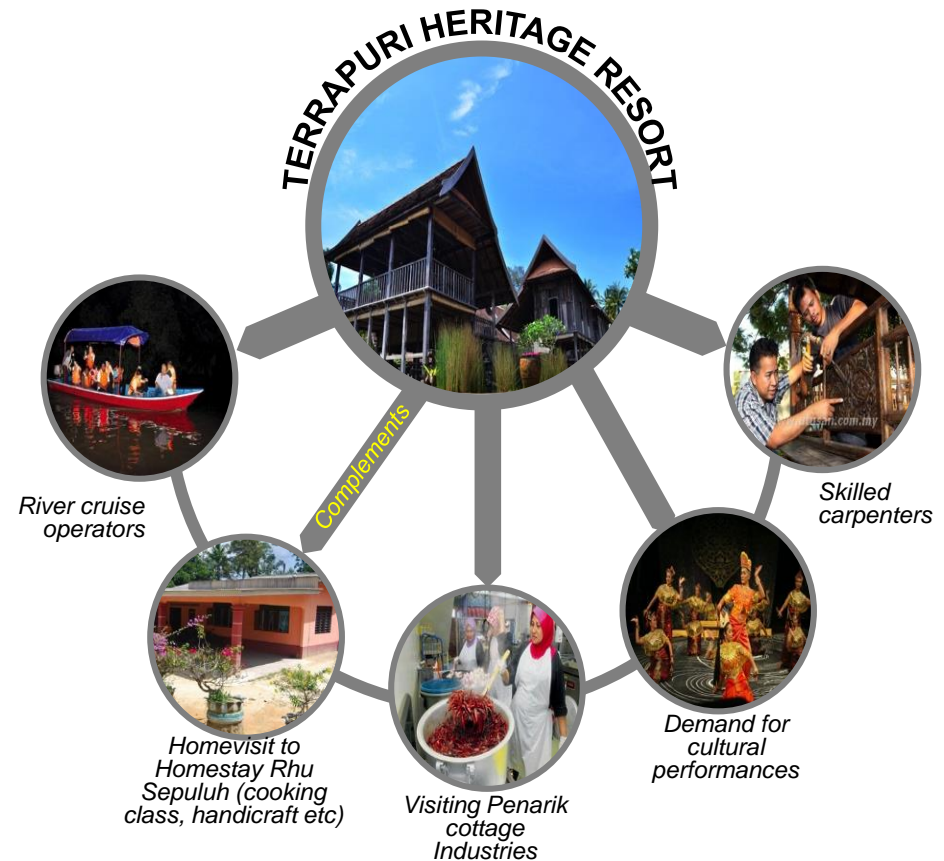 TERRAPURI HERITAGE RESORT
Complements
River cruise
operators
Homevisit to
Homestay Rhu
Sepuluh (cooking
class, handicraft etc)
Visiting Penarik
cottage
Industries
Demand for
cultural
performances
Skilled
carpenters